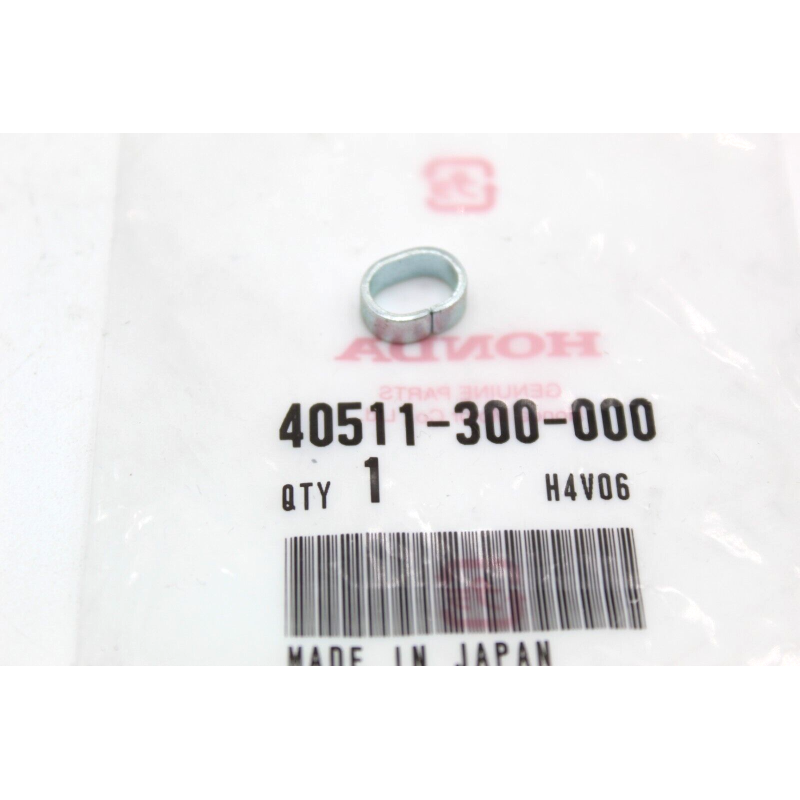 HONDA
GENUINE PARTS
40511-300-000
QTY 1 H4V06
MADE IN JAPAN